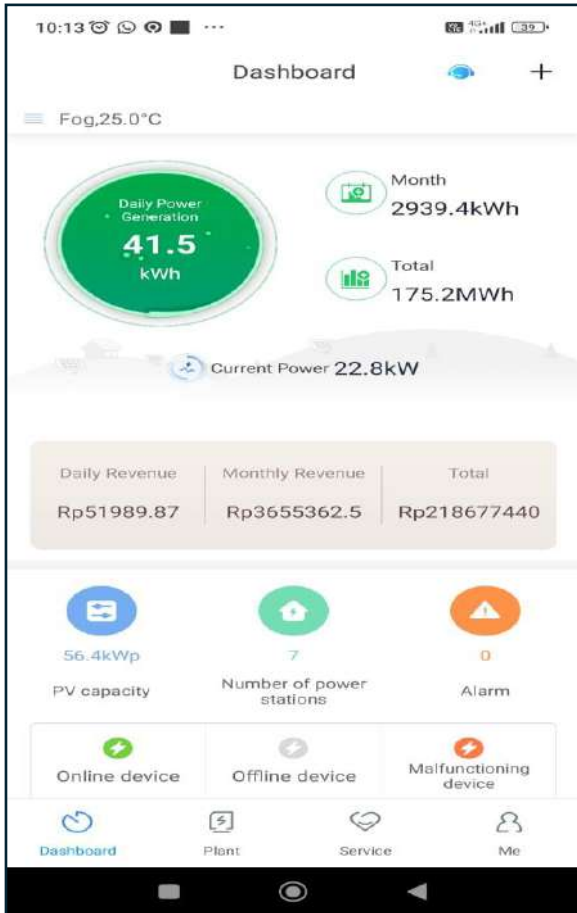 10:13
4G+
39
Dashboard
Fog,25.0°C
Daily Power
Generation
41.5
kWh
Month
2939.4kWh
Total
175.2MWh
Current Power 22.8kW
Daily Revenue
Monthly Revenue
Total
Rp51989.87
Rp3655362.5
Rp218677440
56.4kWp
7
0
PV capacity
Number of power
stations
Alarm
Online device
Offline device
Malfunctioning
device
Dashboard
Plant
Service
Me